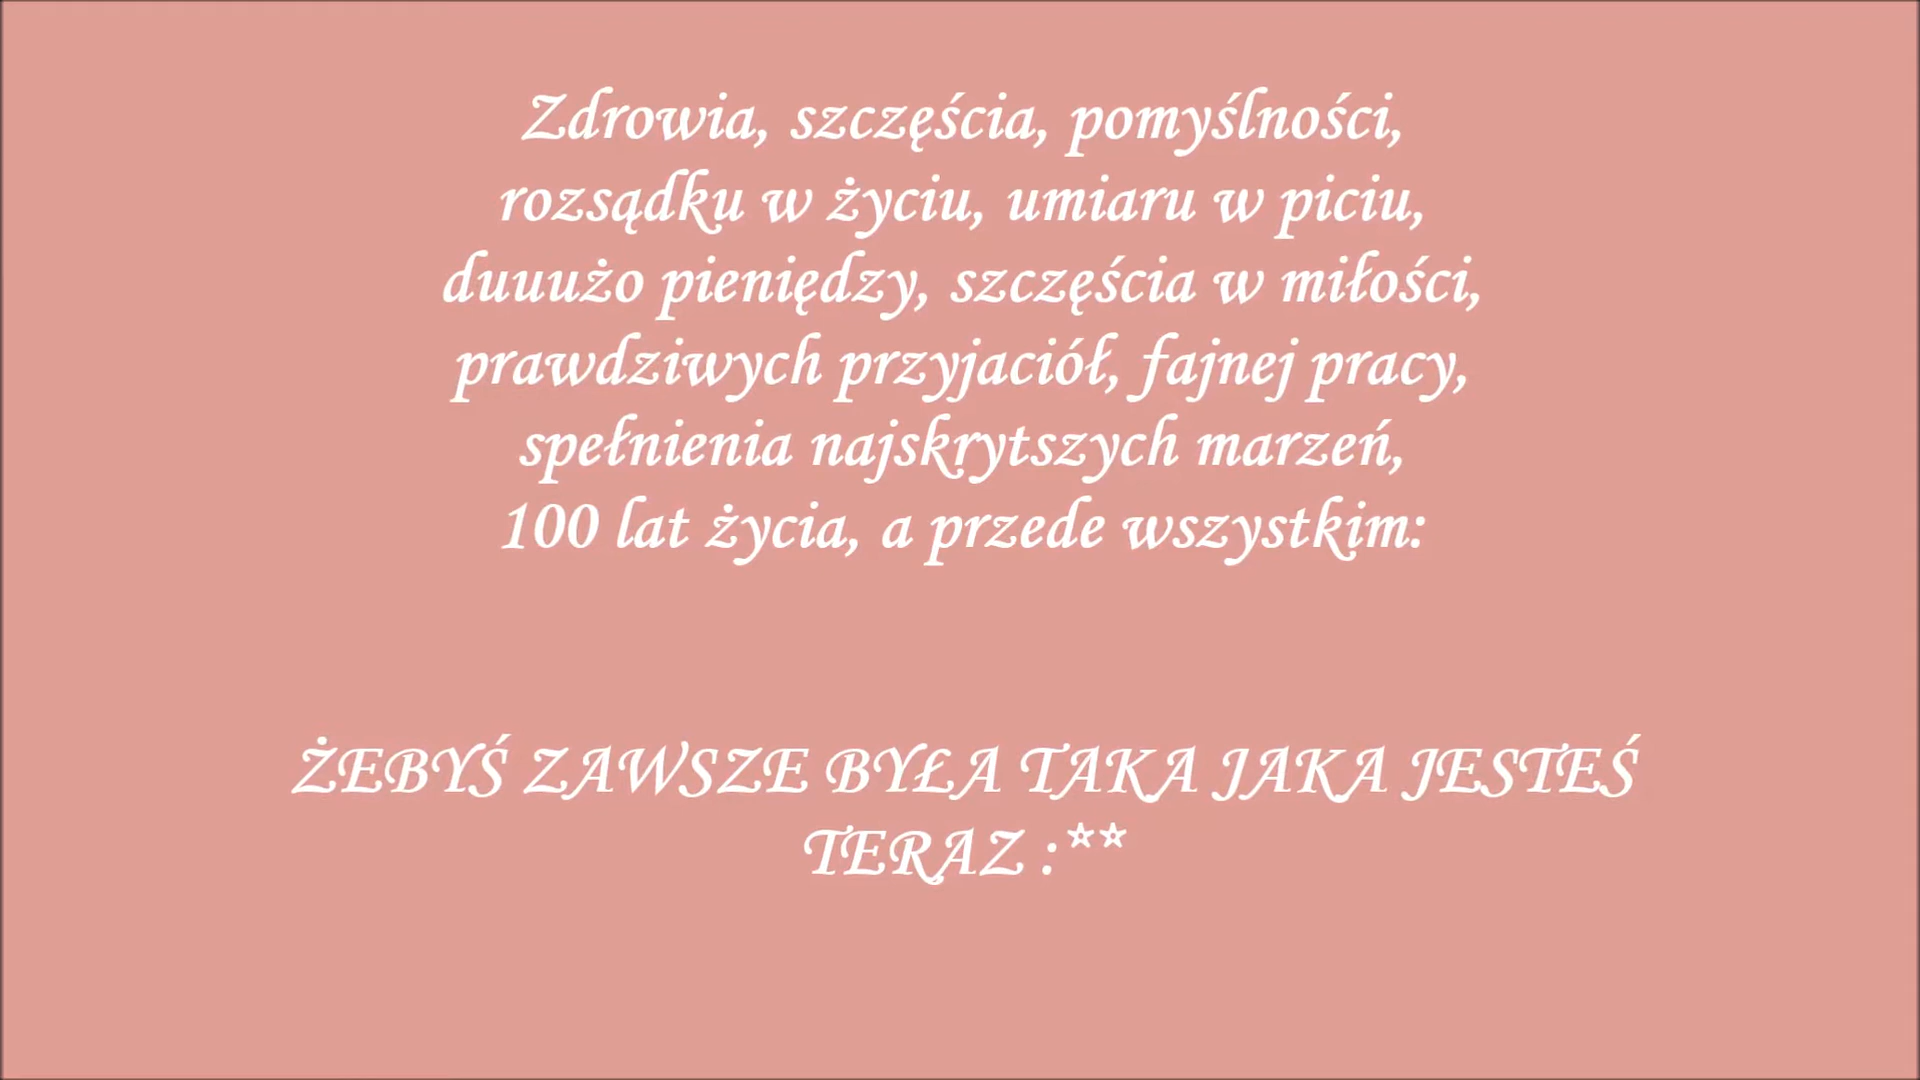 Zdrowia, szczęścia, pomyślności,
rozsądku w życiu, umiaru w piciu,
duuużo pieniędzy, szczęścia w miłości,
prawdziwych przyjaciół, fajnej pracy,
spełnienia najskrytszych marzeń,
100 lat życia, a przede wszystkim:
ŻEBYŚ ZAWSZE BYŁA TAKA JAKA JESTEŚ
TERAZ :**